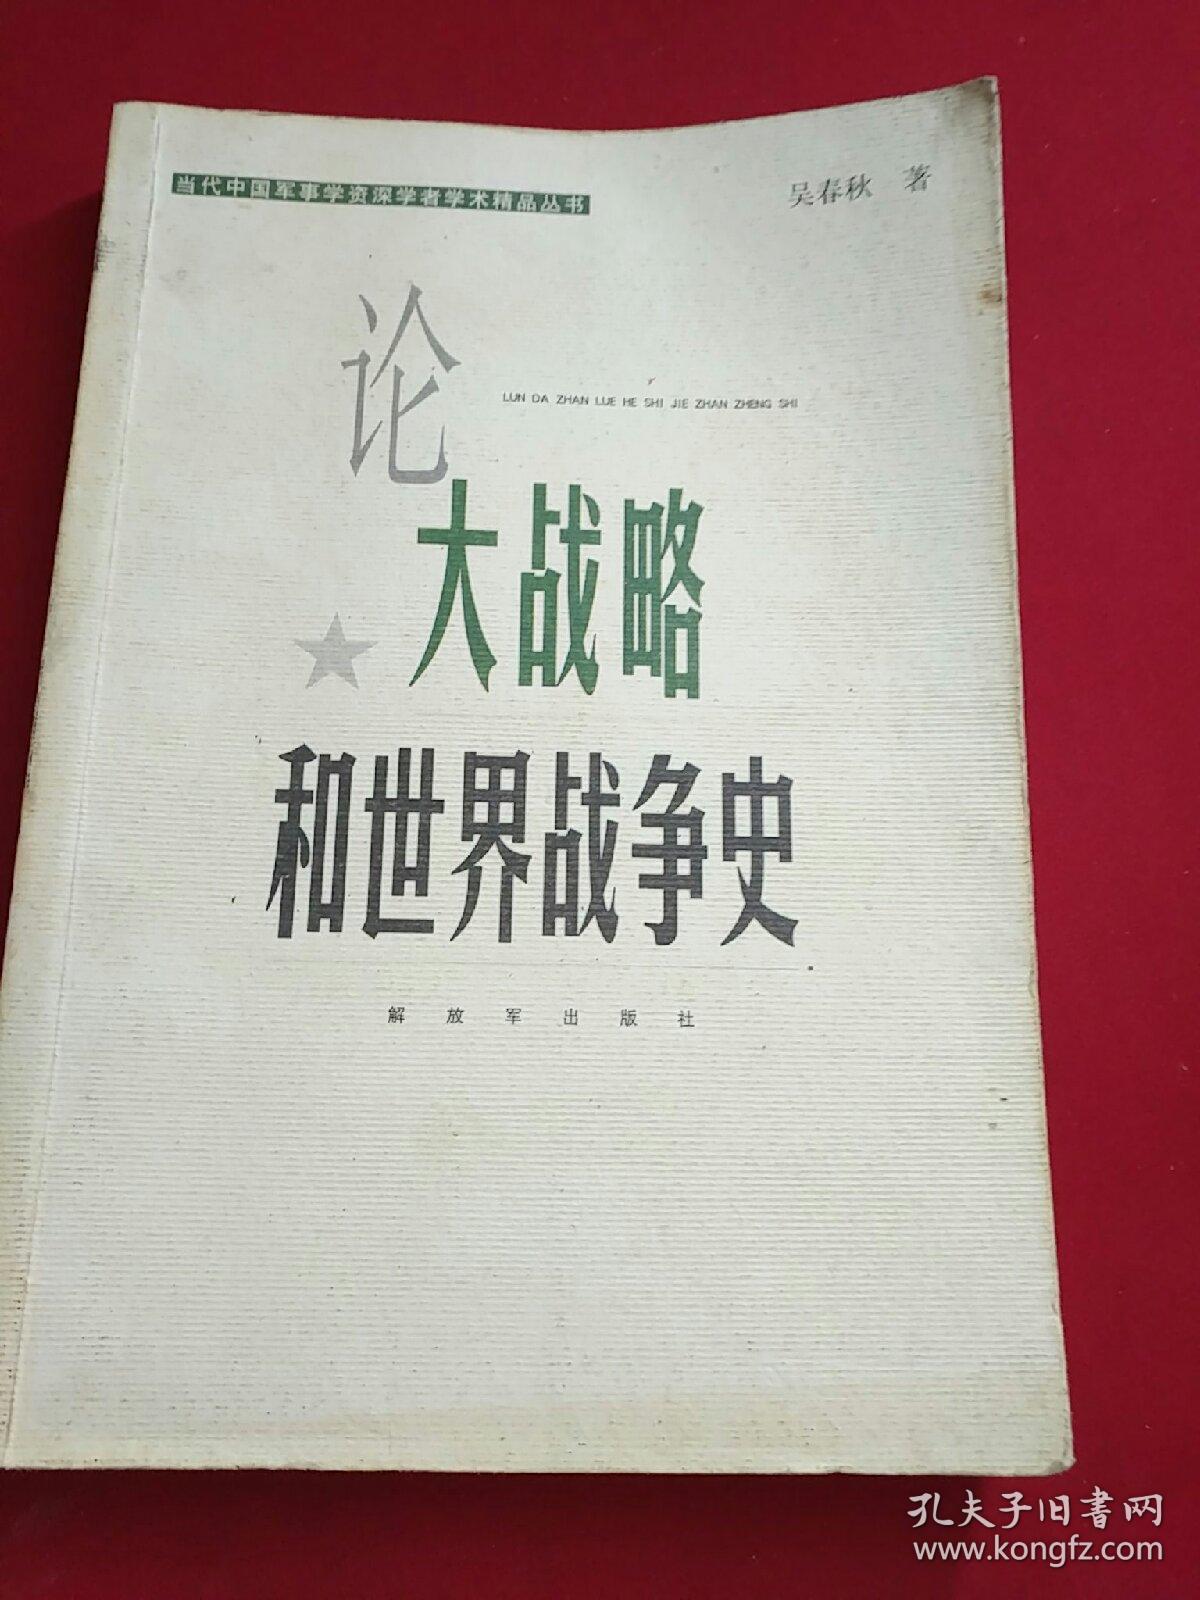 当代中国军事学资深学者学术精品丛书
吴春秋 著
论
LUN DA ZHAN LUE HE SHI JIE ZHAN ZHENG SHI
大战略
和世界战争史
解放军出版社
孔夫子旧书网
www.kongfz.com